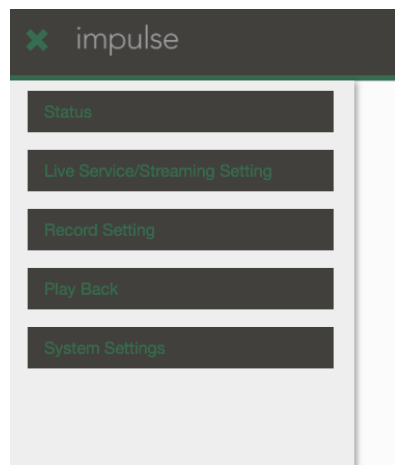 impulse
Status
Live Service/Streaming Setting
Record Setting
Play Back
System Settings